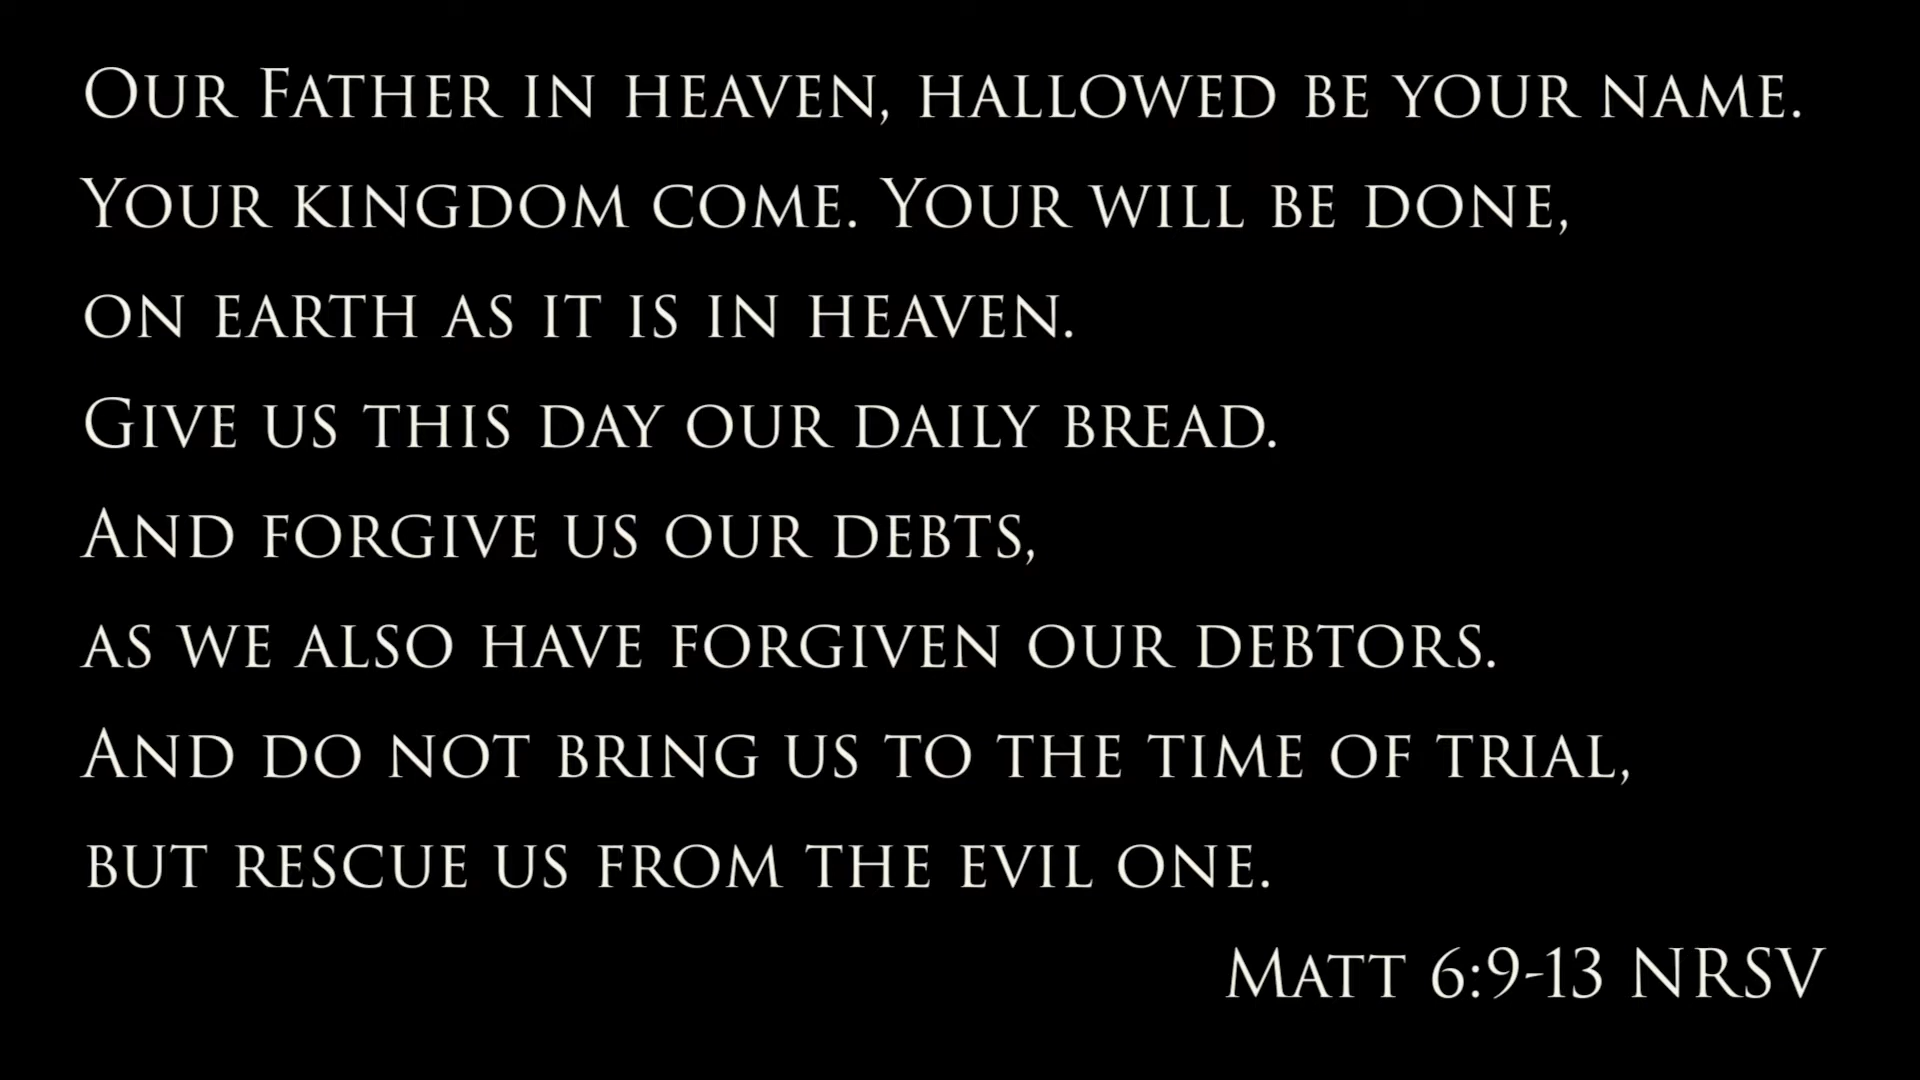 Our Father in heaven, hallowed be your name.
Your kingdom come. Your will be done,
on earth as it is in heaven.
Give us this day our daily bread.
And forgive us our debts,
as we also have forgiven our debtors.
And do not bring us to the time of trial,
but rescue us from the evil one.
Matt 6:9-13 NRSV